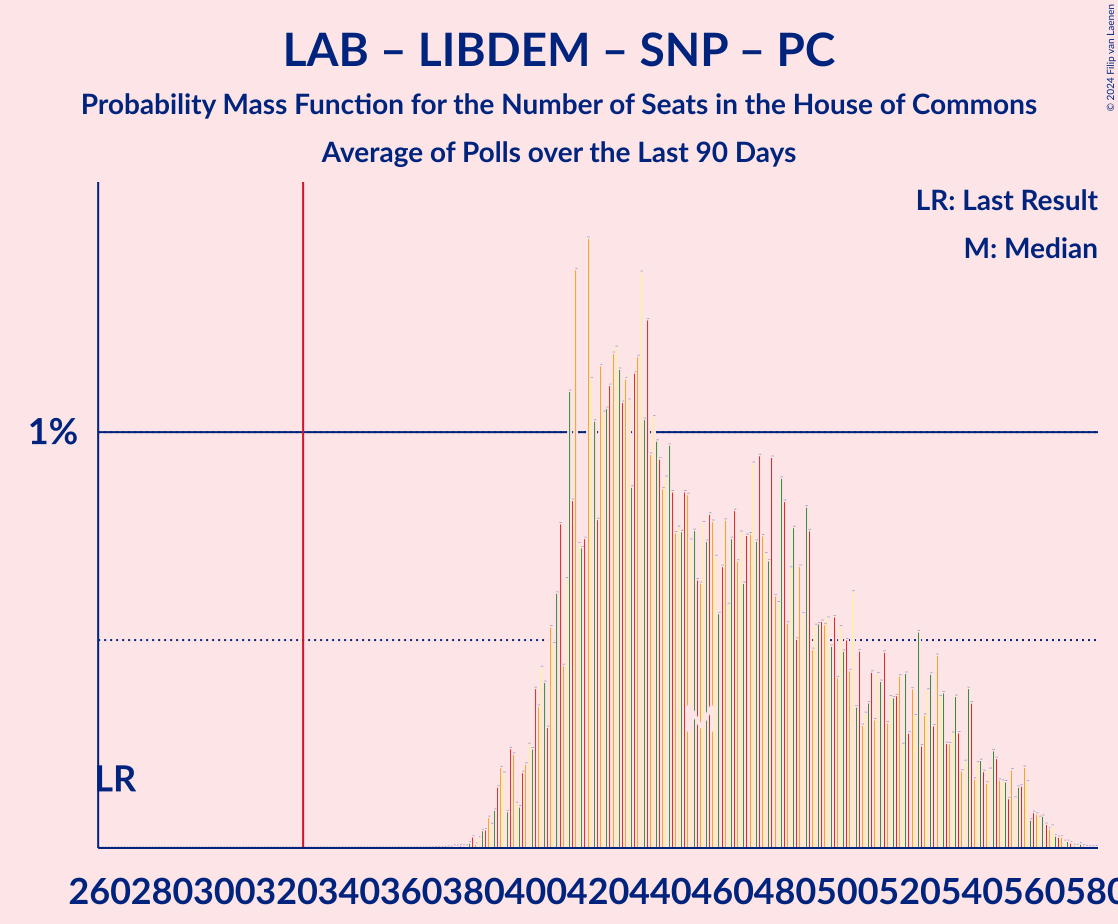 LAB – LIBDEM – SNP – PC
Probability Mass Function for the Number of Seats in the House of Commons
Average of Polls over the Last 90 Days
© 2024 Filip van Laenen
LR: Last Result
M: Median
1%
LR
M
260 280 300 320 340 360 380 400 420 440 460 480 500 520 540 560 580